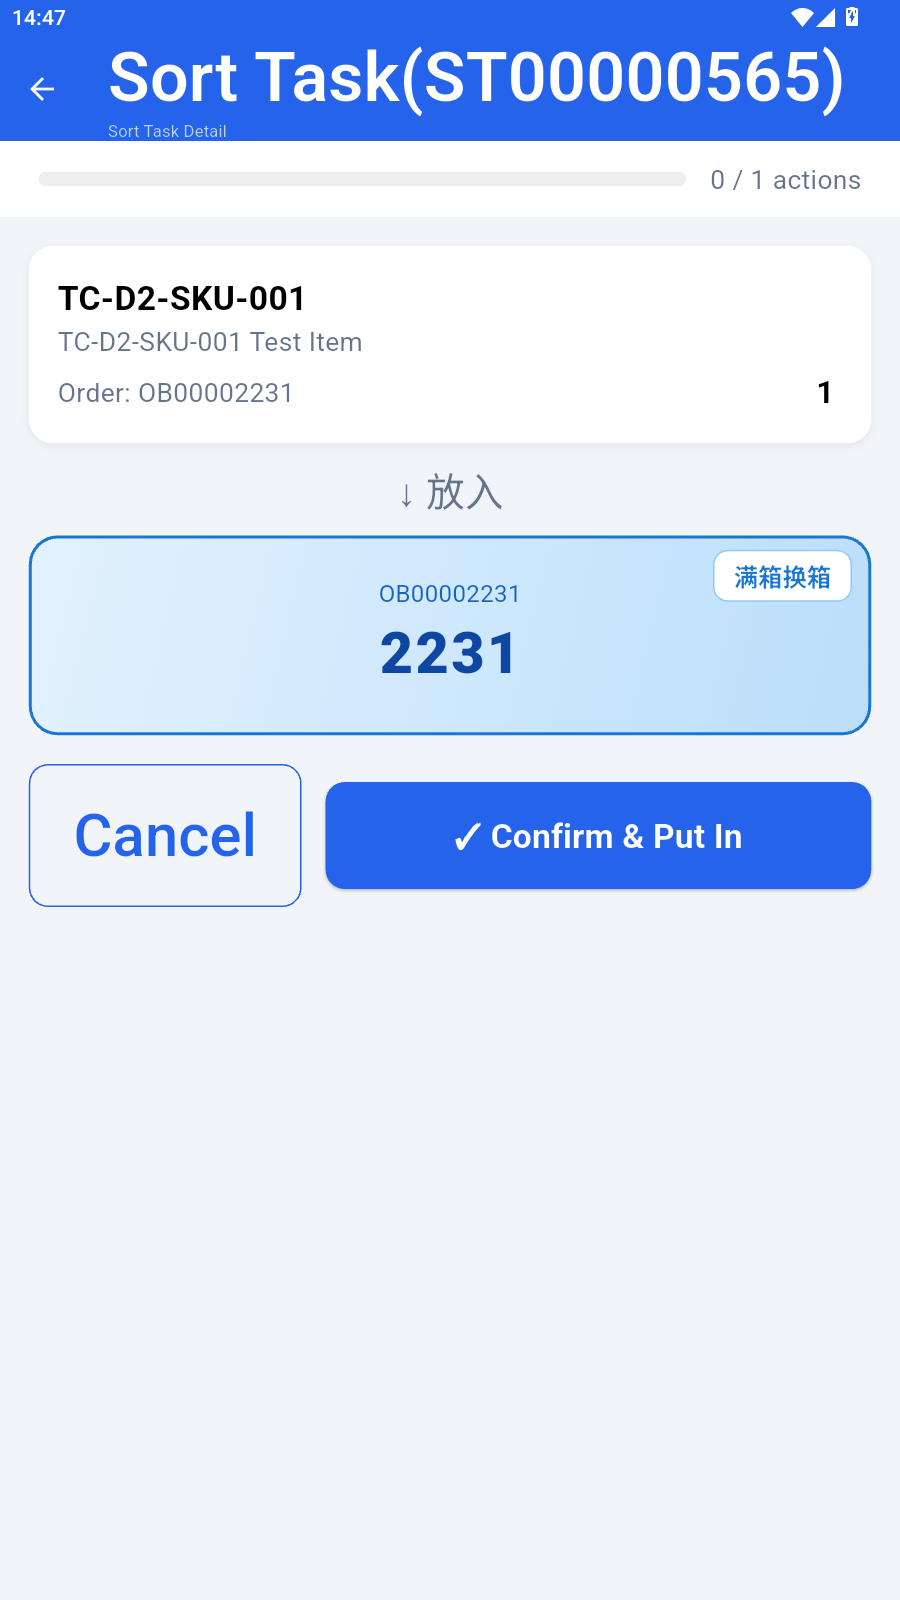 14:47
Sort Task(ST00000565)
Sort Task Detail
0 / 1 actions
TC-D2-SKU-001
TC-D2-SKU-001 Test Item
Order: OB00002231
1
↓ 放入
满箱换箱
OB00002231
2231
Cancel
✓ Confirm & Put In